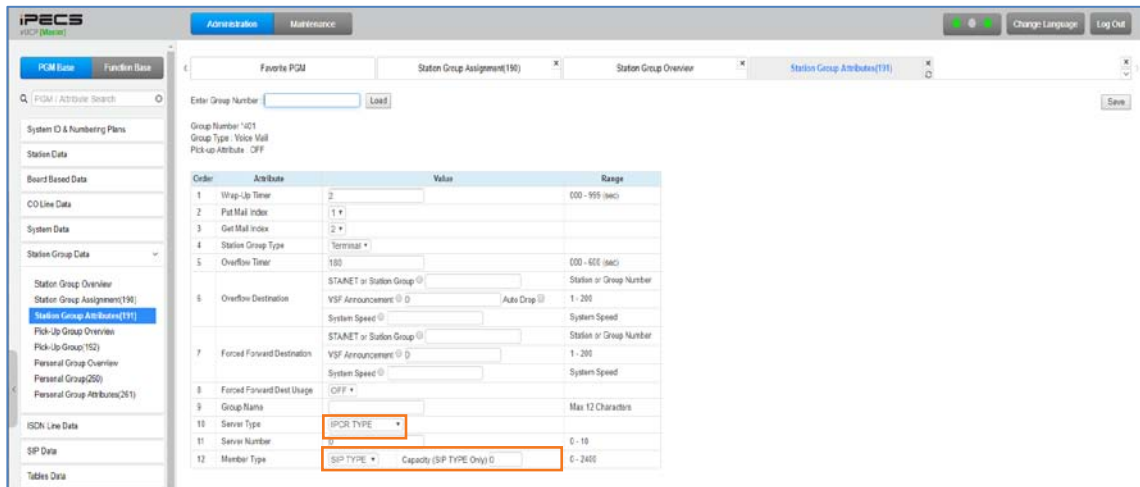 iPECS
vUCP [Master]
Administration Maintenance
0 Change Language Log Out
PGM Base Function Base
Favorite PGM Station Group Assignment(190) Station Group Overview Station Group Attributes(191)
PGM / Attribute Search
Enter Group Number : Load Save
System ID & Numbering Plans
Station Data
Board Based Data
CO Line Data
System Data
Station Group Data
Station Group Overview
Station Group Assignment(190)
Station Group Attributes(191)
Pick-Up Group Overview
Pick-Up Group(192)
Personal Group Overview
Personal Group(260)
Personal Group Attributes(261)
ISDN Line Data
SIP Data
Tables Data
Group Number *401
Group Type : Voice Mail
Pick-up Attribute : OFF
Order Attribute Value Range
1 Wrap-Up Timer 2 000 - 999 (sec)
2 Put Mail Index 1
3 Get Mail Index 2
4 Station Group Type Terminal
5 Overflow Timer 180 000 - 600 (sec)
6 Overflow Destination STA/NET or Station Group Station or Group Number
VSF Announcement 0 Auto Drop 1 - 200
System Speed System Speed
7 Forced Forward Destination STA/NET or Station Group Station or Group Number
VSF Announcement 0 1 - 200
System Speed System Speed
8 Forced Forward Dest Usage OFF
9 Group Name Max 12 Characters
10 Server Type IPCR TYPE
11 Server Number 0 0 - 10
12 Member Type SIP TYPE Capacity (SIP TYPE Only) 0 0 - 2400